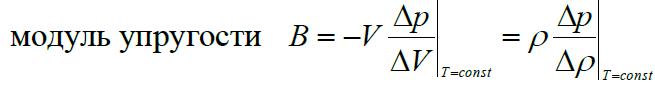 модуль упругости B = −V Δp/ΔV |T=const = ρ Δp/Δρ |T=const